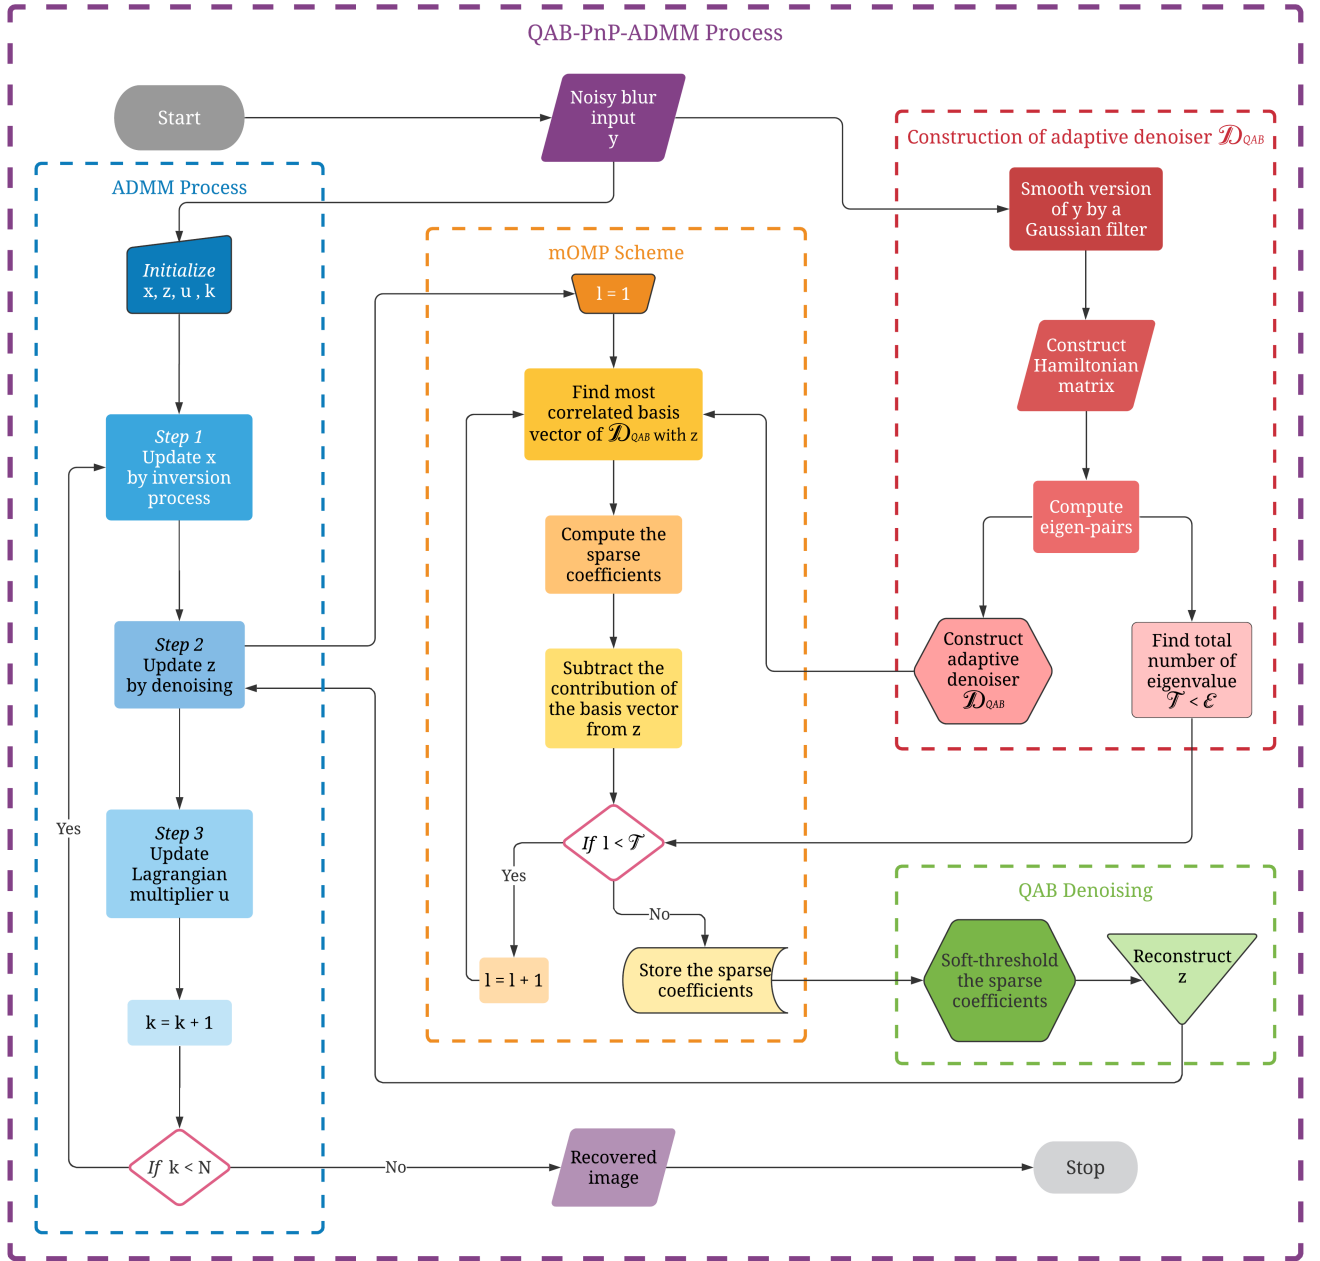 QAB-PnP-ADMM Process
Start
Noisy blur
input
y
ADMM Process
Initialize
x, z, u , k
Step 1
Update x
by inversion
process
Step 2
Update z
by denoising
Step 3
Update
Lagrangian
multiplier u
k = k + 1
If k < N
Yes
No
mOMP Scheme
l = 1
Find most
correlated basis
vector of 𝒟QAB with z
Compute the
sparse
coefficients
Subtract the
contribution of
the basis vector
from z
If l < 𝒯
Yes
No
l = l + 1
Store the sparse
coefficients
Construction of adaptive denoiser 𝒟QAB
Smooth version
of y by a
Gaussian filter
Construct
Hamiltonian
matrix
Compute
eigen-pairs
Construct
adaptive
denoiser
𝒟QAB
Find total
number of
eigenvalue
𝒯 < ℰ
QAB Denoising
Soft-threshold
the sparse
coefficients
Reconstruct
z
Recovered
image
Stop